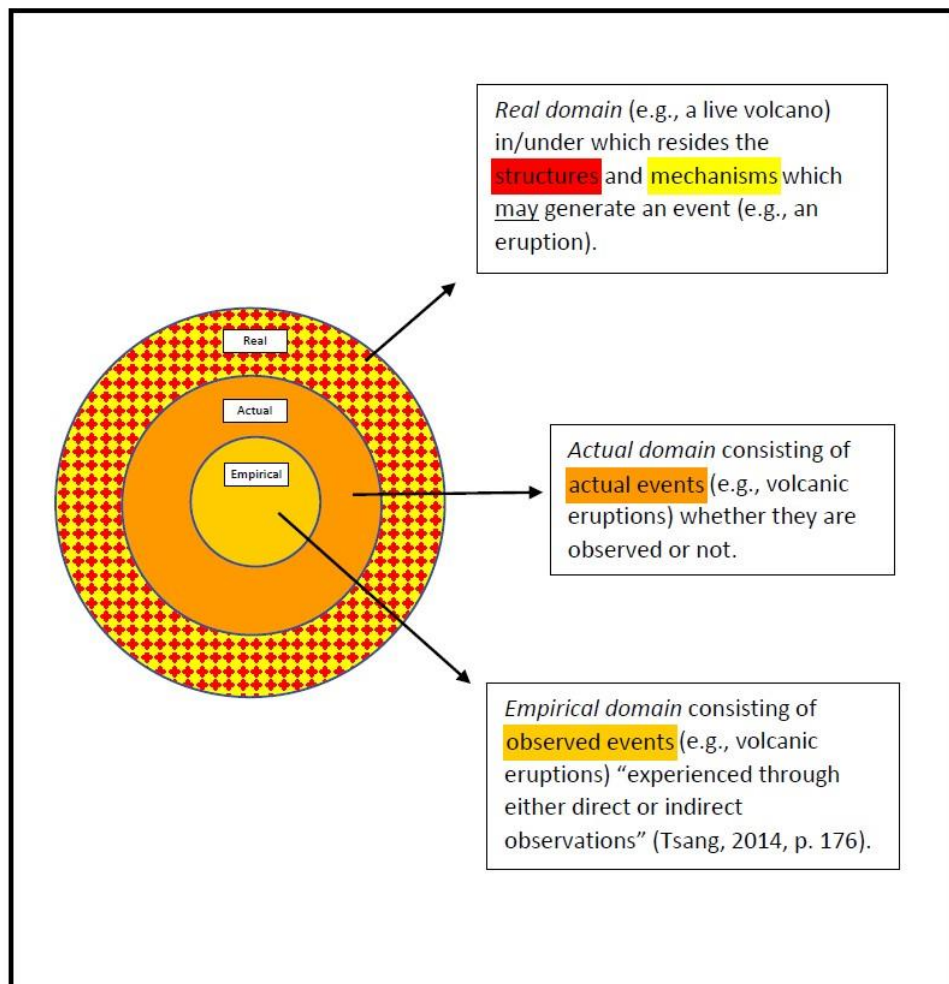 Real domain (e.g., a live volcano)
in/under which resides the
structures and mechanisms which
may generate an event (e.g., an
eruption).
Real
Actual
Empirical
Actual domain consisting of
actual events (e.g., volcanic
eruptions) whether they are
observed or not.
Empirical domain consisting of
observed events (e.g., volcanic
eruptions) “experienced through
either direct or indirect
observations” (Tsang, 2014, p. 176).